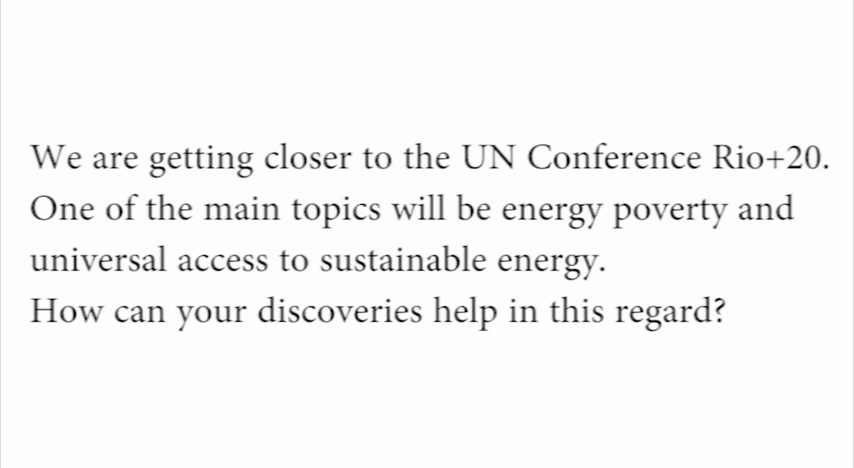 We are getting closer to the UN Conference Rio+20.
One of the main topics will be energy poverty and
universal access to sustainable energy.
How can your discoveries help in this regard?